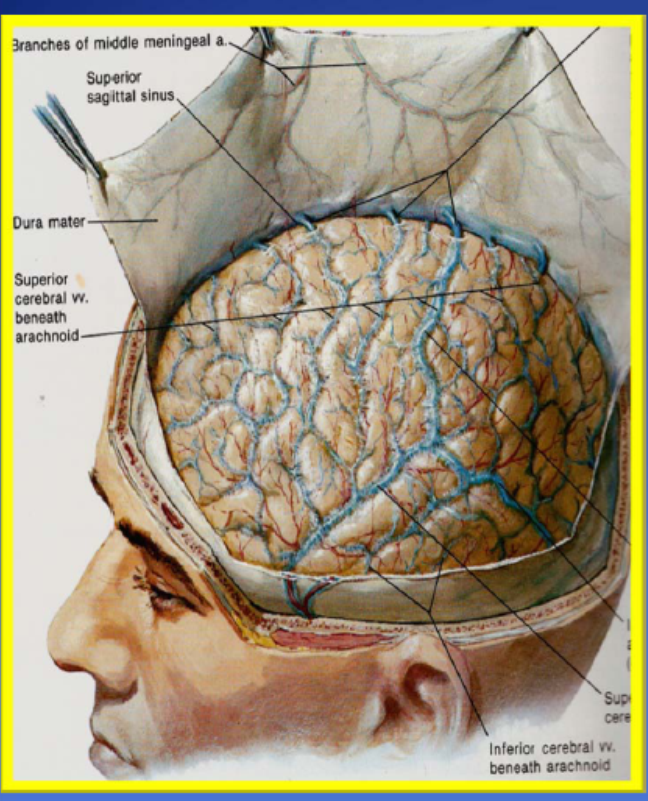 Branches of middle meningeal a.
Superior
sagittal sinus
Dura mater
Superior
cerebral vv.
beneath
arachnoid
Inferior cerebral vv.
beneath arachnoid